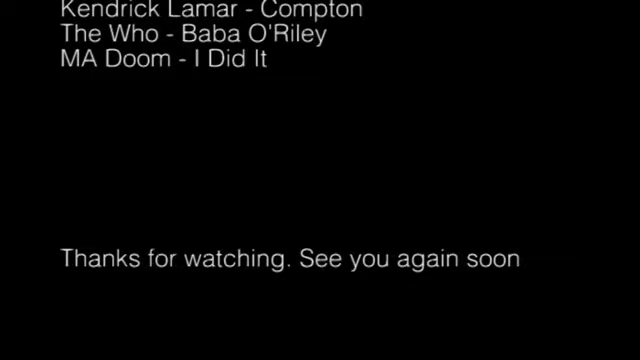 Kendrick Lamar - Compton
The Who - Baba O'Riley
MA Doom - I Did It
Thanks for watching. See you again soon